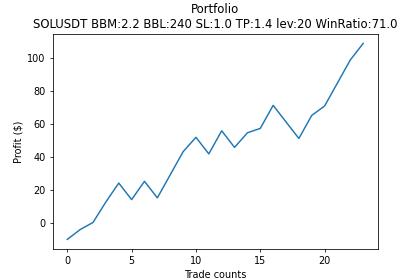 Portfolio
SOLUSDT BBM:2.2 BBL:240 SL:1.0 TP:1.4 lev:20 WinRatio:71.0
100
80
60
40
20
0
Profit ($)
0 5 10 15 20
Trade counts